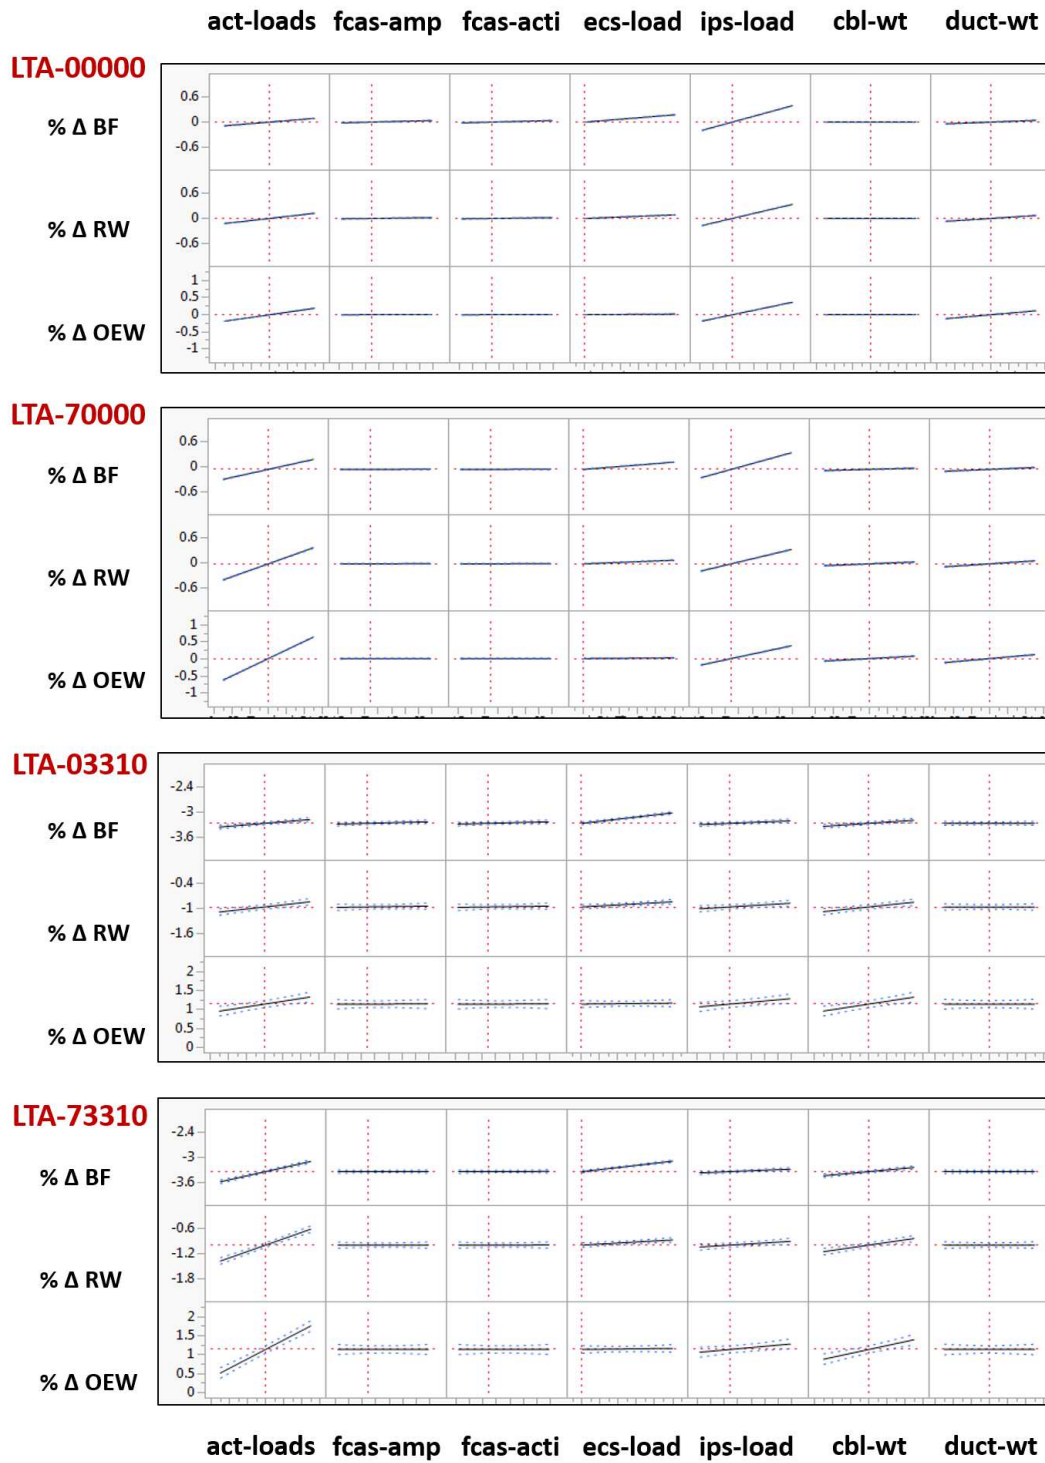 act-loads fcas-amp fcas-acti ecs-load ips-load cbl-wt duct-wt
LTA-00000
% Δ BF
0.6
0
-0.6
% Δ RW
0.6
0
-0.6
% Δ OEW
1
0.5
0
-0.5
-1
LTA-70000
% Δ BF
0.6
0
-0.6
% Δ RW
0.6
0
-0.6
% Δ OEW
1
0.5
0
-0.5
-1
LTA-03310
% Δ BF
-2.4
-3
-3.6
% Δ RW
-0.4
-1
-1.6
% Δ OEW
2
1.5
1
0.5
0
LTA-73310
% Δ BF
-2.4
-3
-3.6
% Δ RW
-0.6
-1.2
-1.8
% Δ OEW
2
1.5
1
0.5
0
act-loads fcas-amp fcas-acti ecs-load ips-load cbl-wt duct-wt